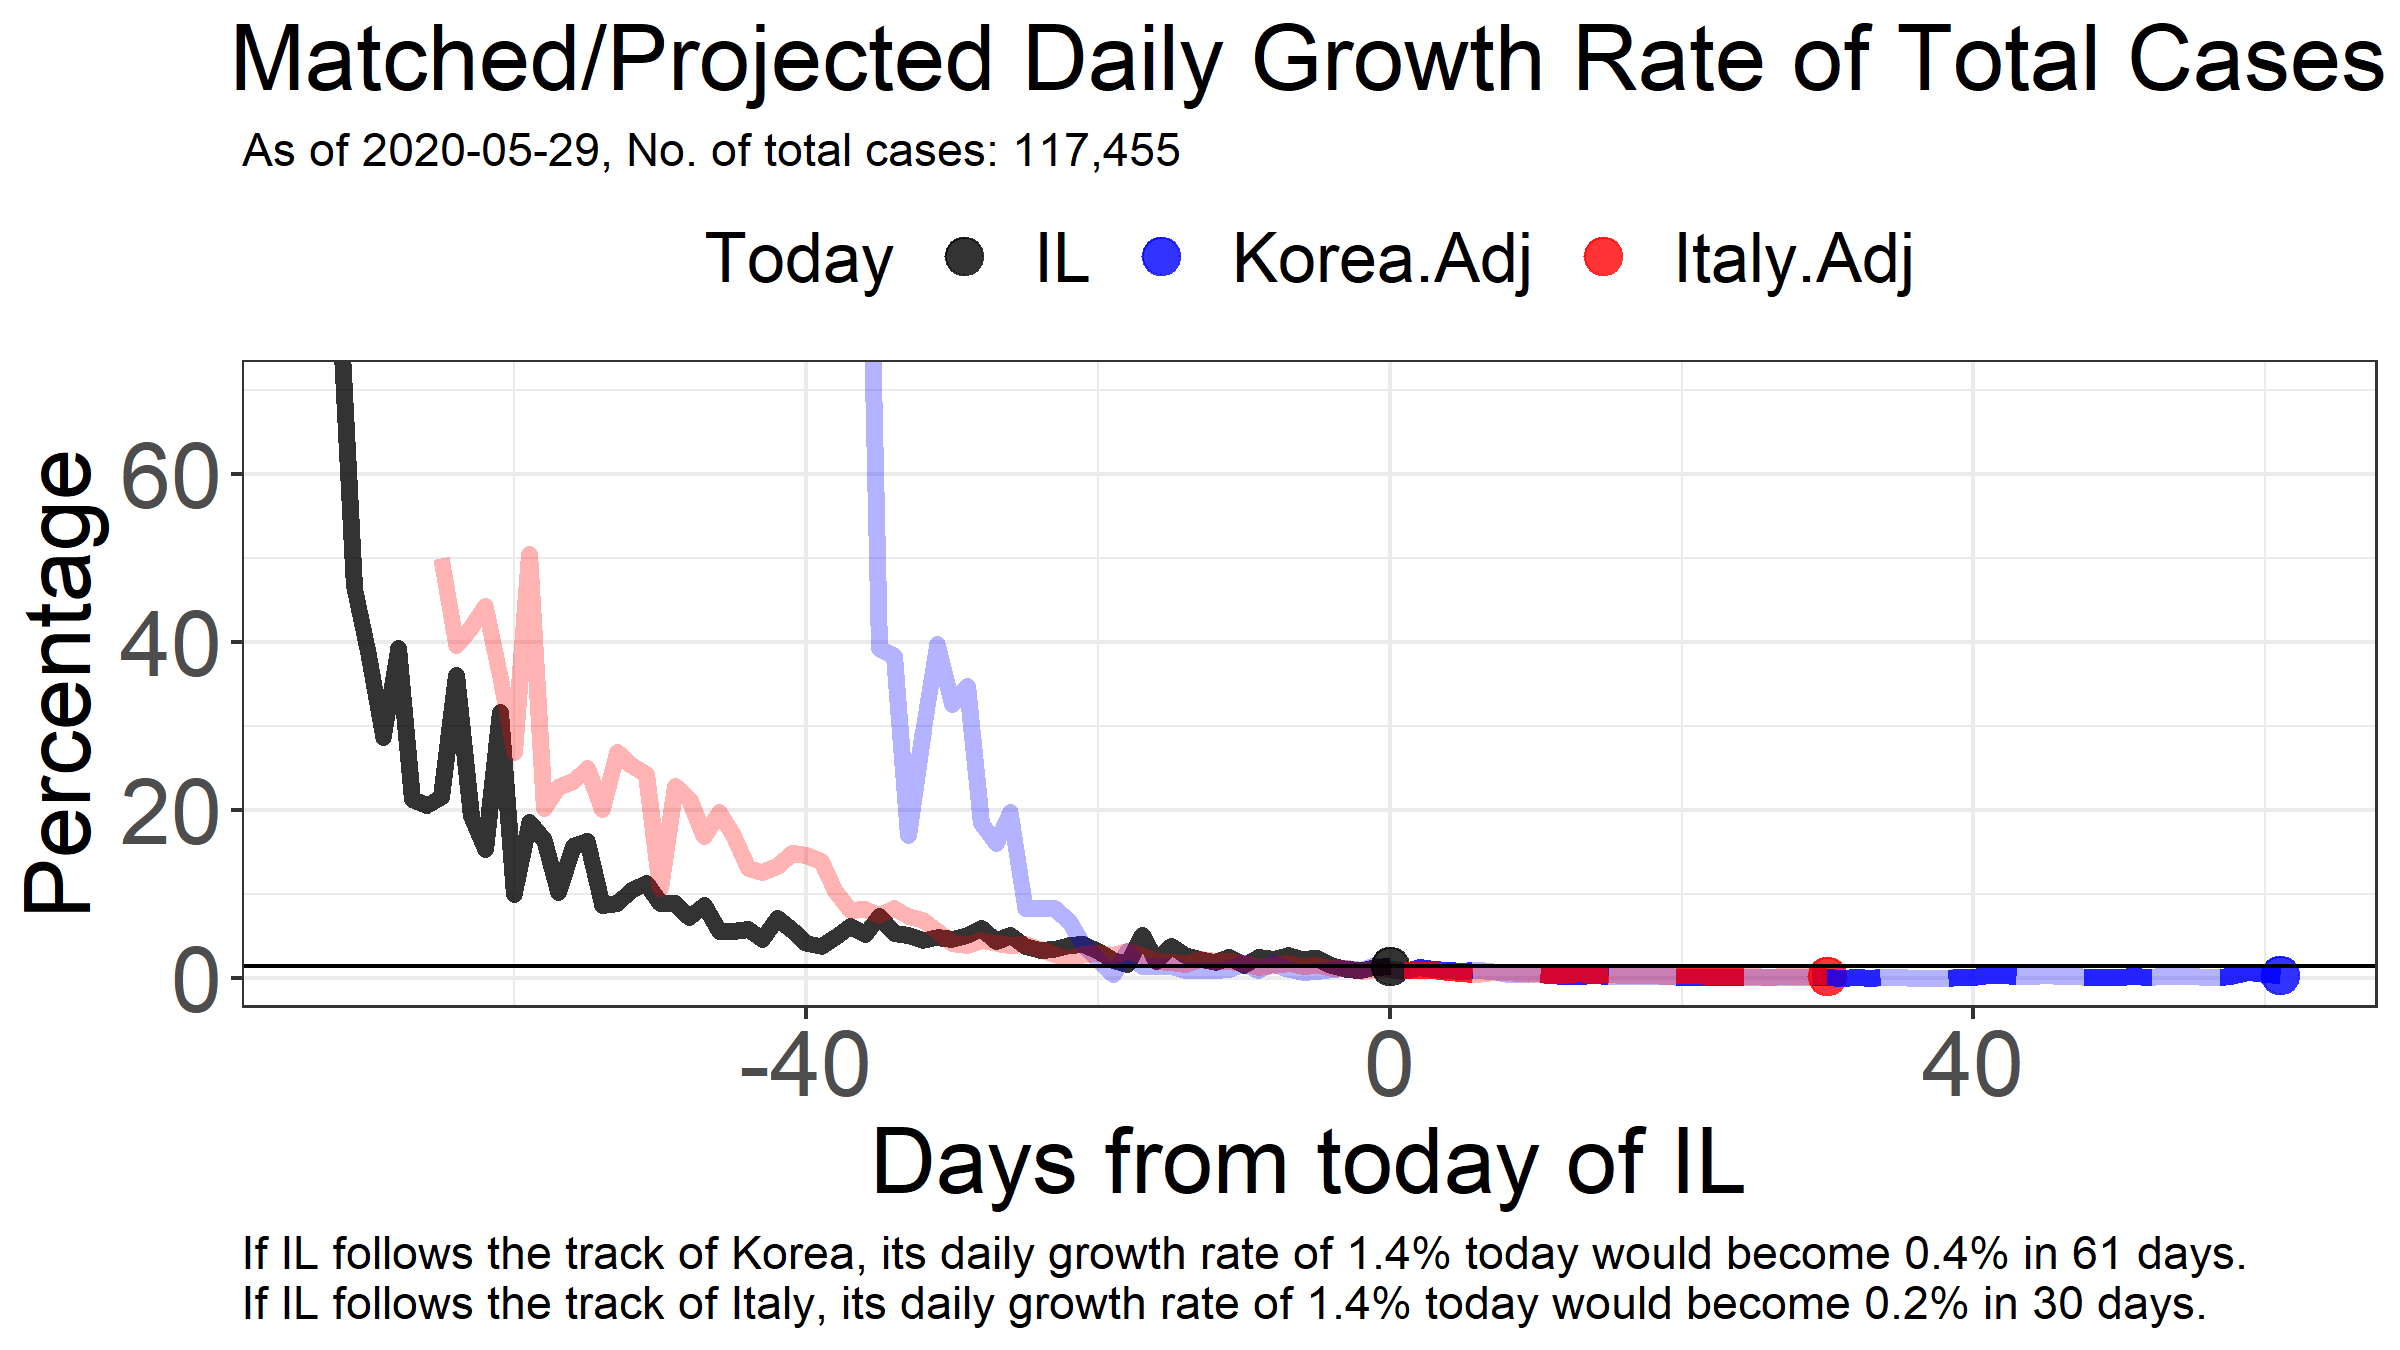 Matched/Projected Daily Growth Rate of Total Cases
As of 2020-05-29, No. of total cases: 117,455
Today IL Korea.Adj Italy.Adj
Percentage
60
40
20
0
-40 0 40
Days from today of IL
If IL follows the track of Korea, its daily growth rate of 1.4% today would become 0.4% in 61 days.
If IL follows the track of Italy, its daily growth rate of 1.4% today would become 0.2% in 30 days.